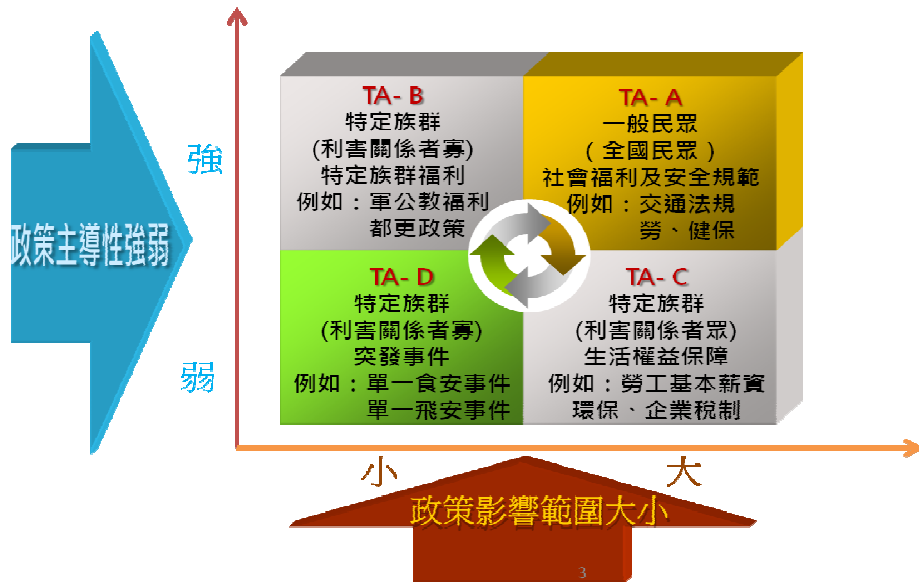 TA- B
特定族群
(利害關係者寡)
特定族群福利
例如：軍公教福利
都更政策
TA- A
一般民眾
（全國民眾）
社會福利及安全規範
例如：交通法規
勞、健保
強
政策主導性強弱
弱
TA- D
特定族群
(利害關係者寡)
突發事件
例如：單一食安事件
單一飛安事件
TA- C
特定族群
(利害關係者眾)
生活權益保障
例如：勞工基本薪資
環保、企業稅制
小
大
政策影響範圍大小
3